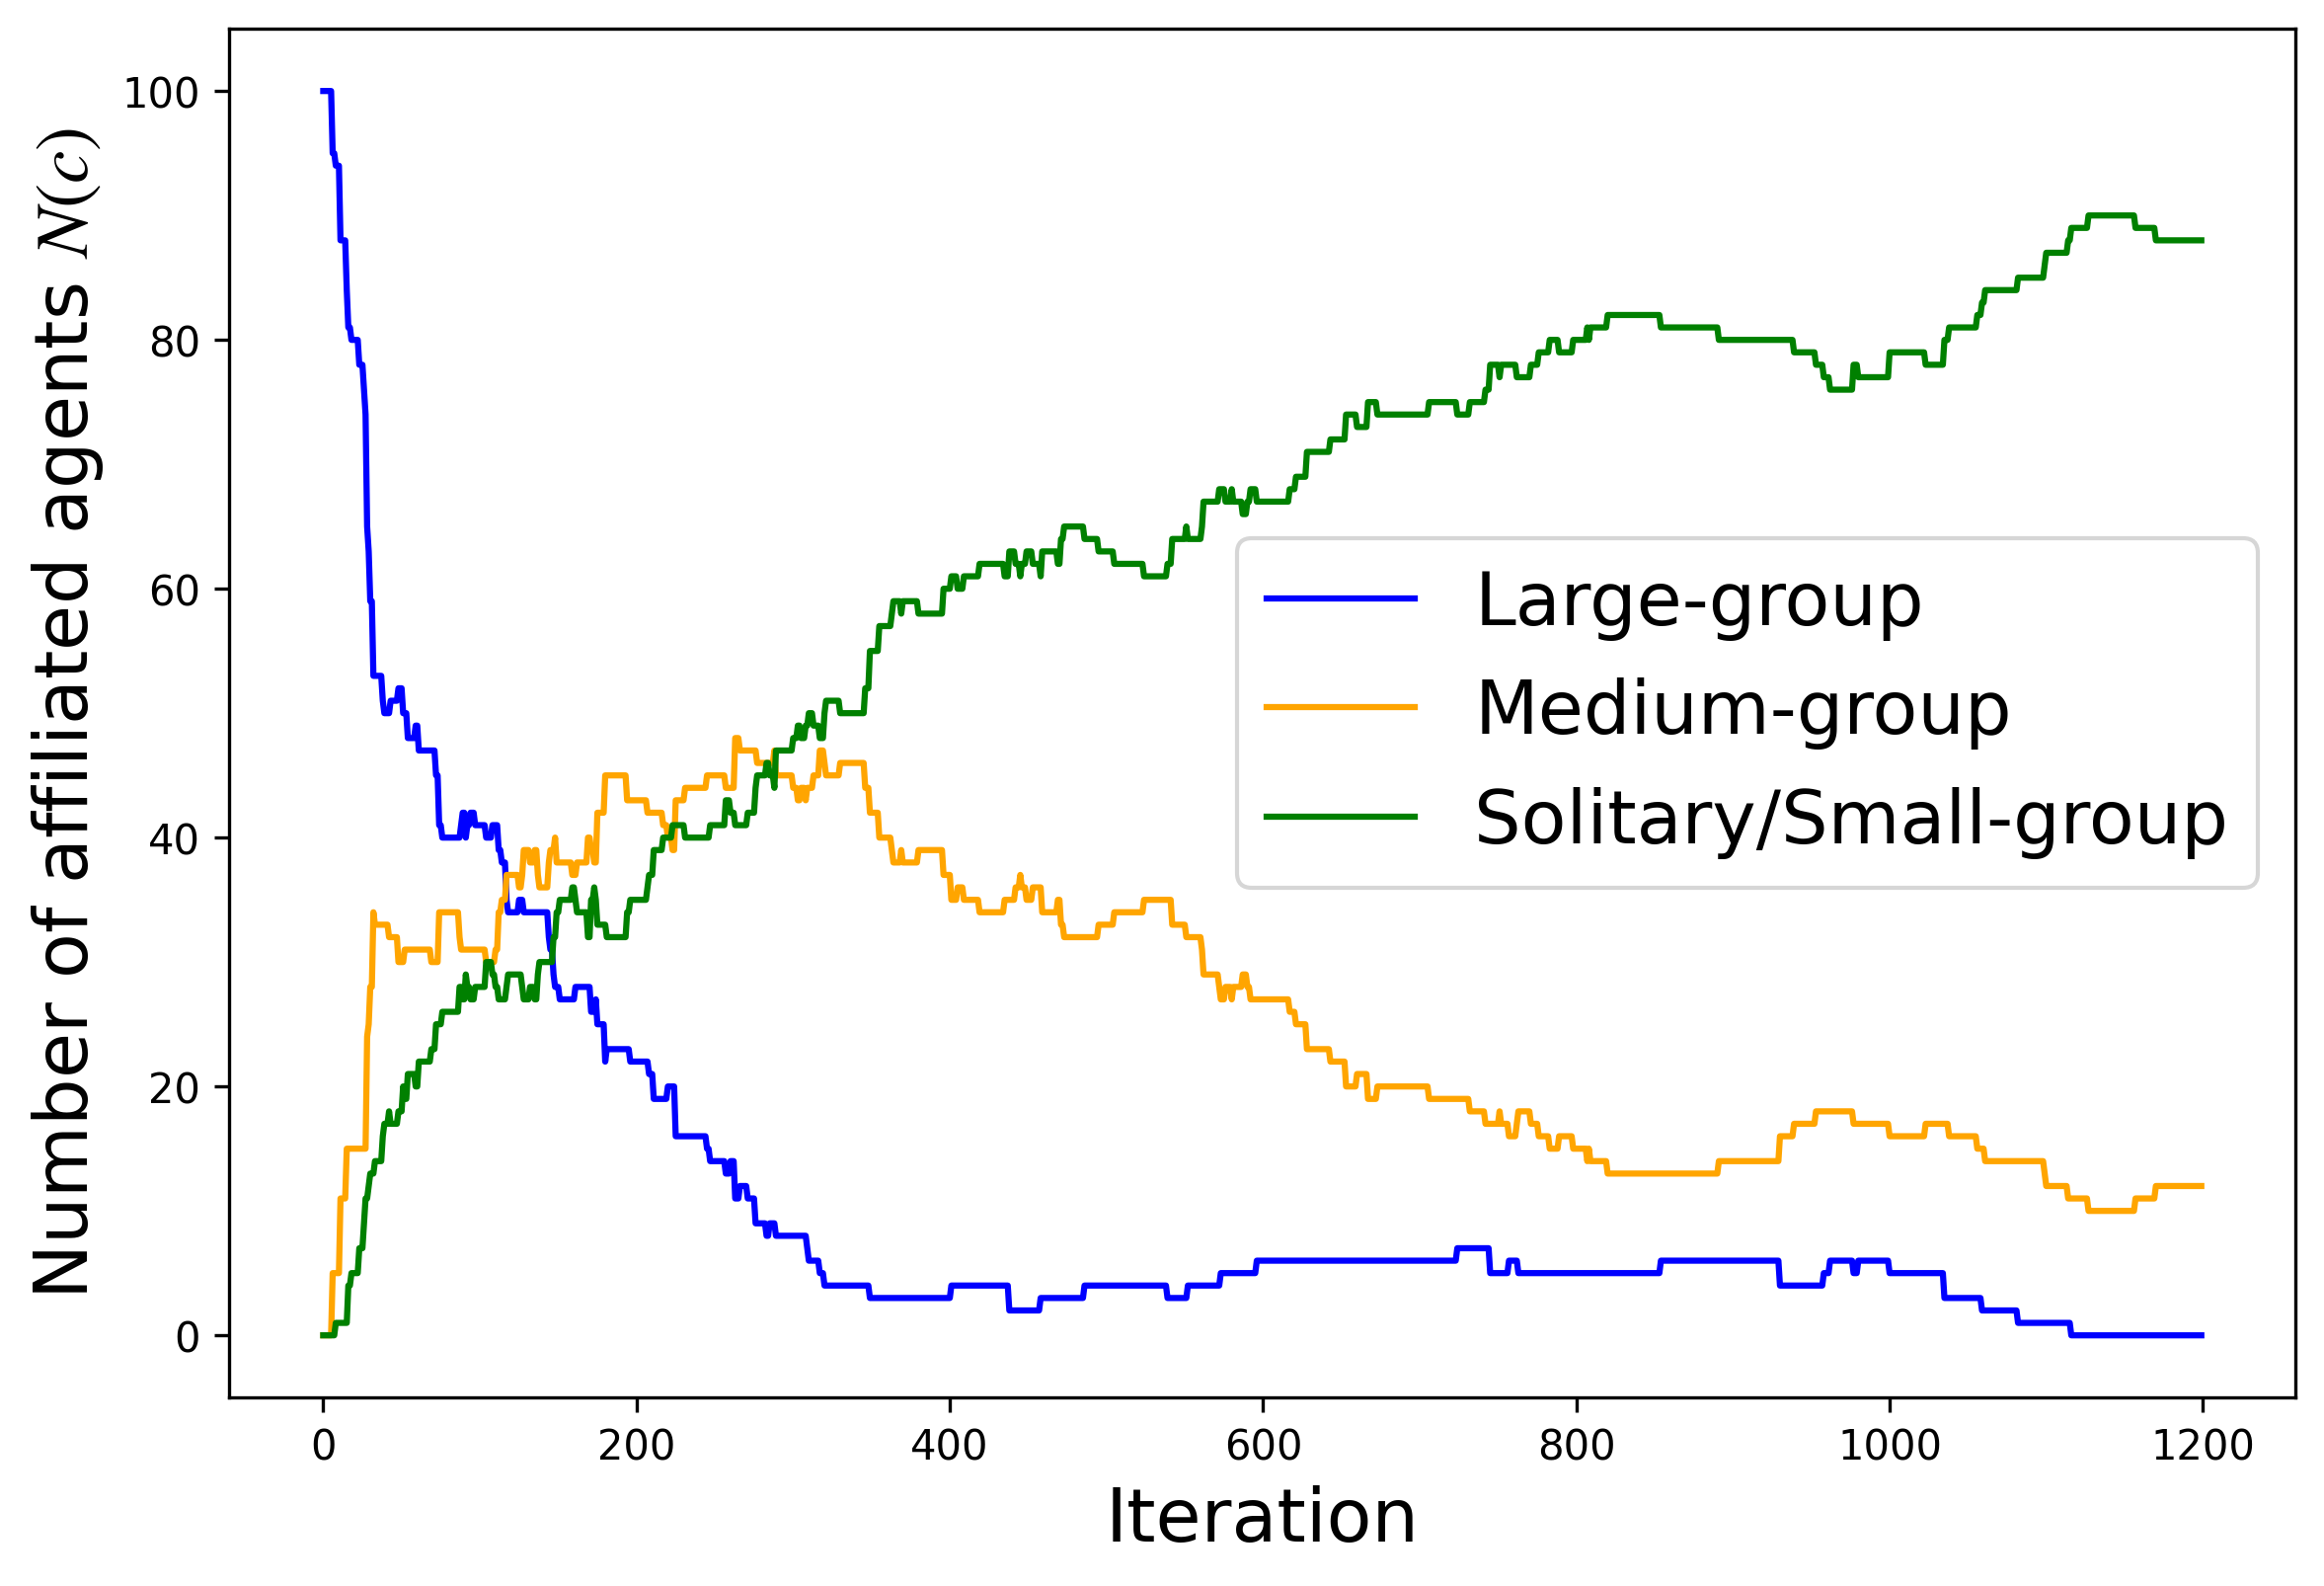 Number of affiliated agents N(c)
100
80
60
40
20
0
Large-group
Medium-group
Solitary/Small-group
0 200 400 600 800 1000 1200
Iteration